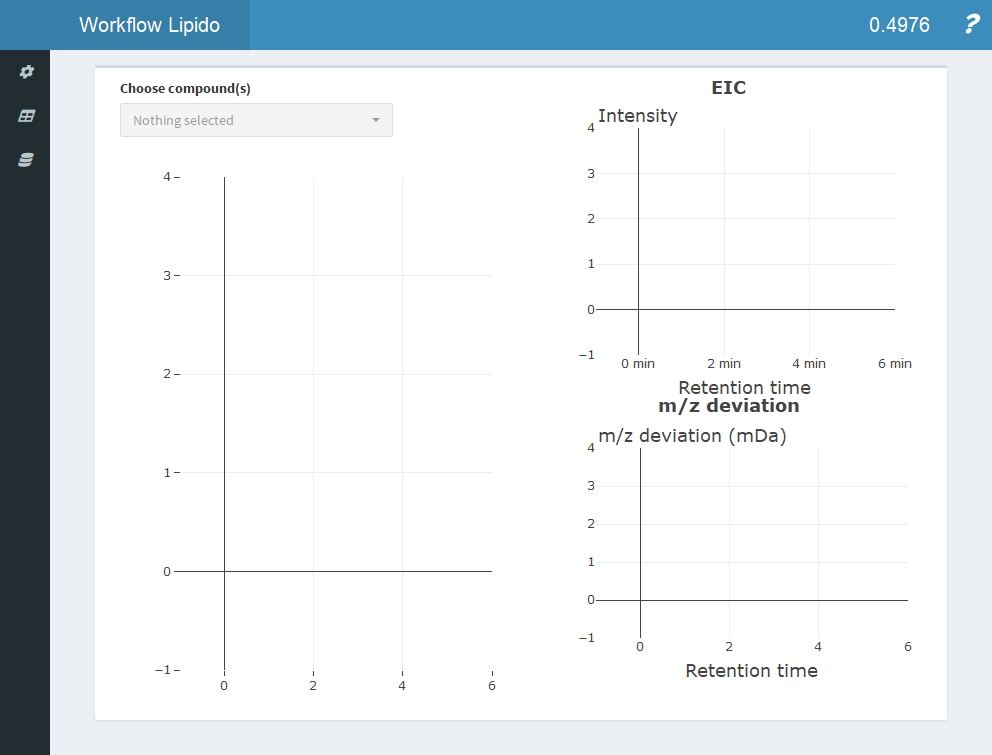 Workflow Lipido
0.4976
?
Choose compound(s)
Nothing selected
4
3
2
1
0
−1
0 2 4 6
EIC
Intensity
4
3
2
1
0
−1
0 min 2 min 4 min 6 min
Retention time
m/z deviation
m/z deviation (mDa)
4
3
2
1
0
−1
0 2 4 6
Retention time